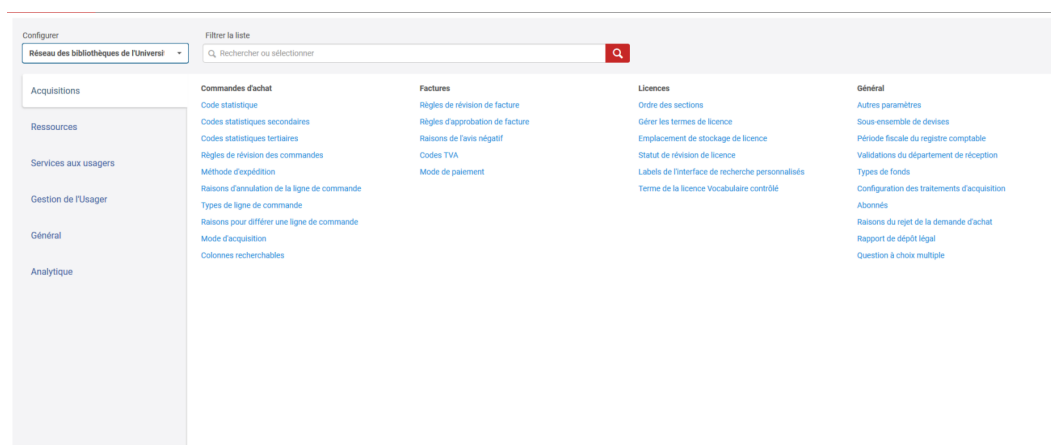 Configurer
Filtrer la liste
Réseau des bibliothèques de l'Universi
Rechercher ou sélectionner
Acquisitions
Ressources
Services aux usagers
Gestion de l'Usager
Général
Analytique
Commandes d'achat
Code statistique
Codes statistiques secondaires
Codes statistiques tertiaires
Règles de révision des commandes
Méthode d'expédition
Raisons d'annulation de la ligne de commande
Types de ligne de commande
Raisons pour différer une ligne de commande
Mode d'acquisition
Colonnes recherchables
Factures
Règles de révision de facture
Règles d'approbation de facture
Raisons de l'avis négatif
Codes TVA
Mode de paiement
Licences
Ordre des sections
Gérer les termes de licence
Emplacement de stockage de licence
Statut de révision de licence
Labels de l'interface de recherche personnalisés
Terme de la licence Vocabulaire contrôlé
Général
Autres paramètres
Sous-ensemble de devises
Période fiscale du registre comptable
Validations du département de réception
Types de fonds
Configuration des traitements d'acquisition
Abonnés
Raisons du rejet de la demande d'achat
Rapport de dépôt légal
Question à choix multiple